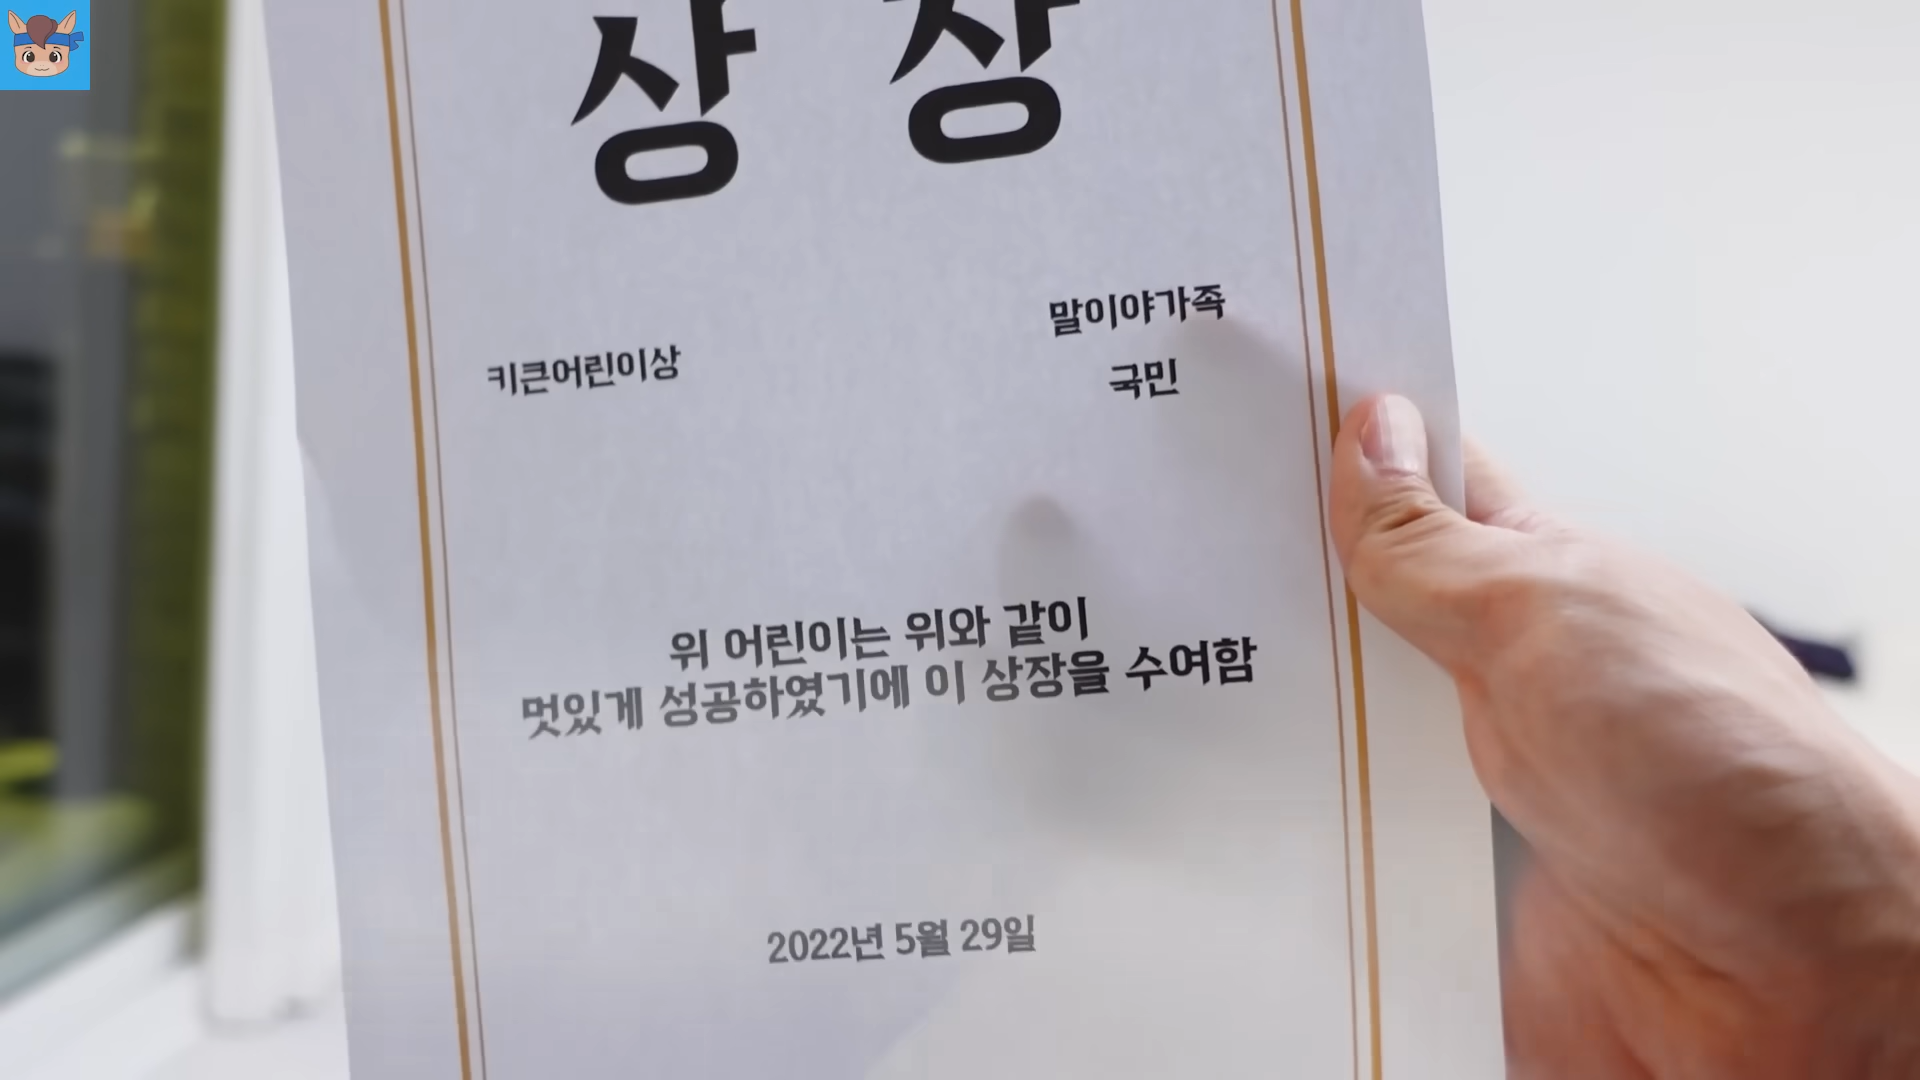 상 장
말이야가족
키큰어린이상
국민
위 어린이는 위와 같이
멋있게 성공하였기에 이 상장을 수여함
2022년 5월 29일